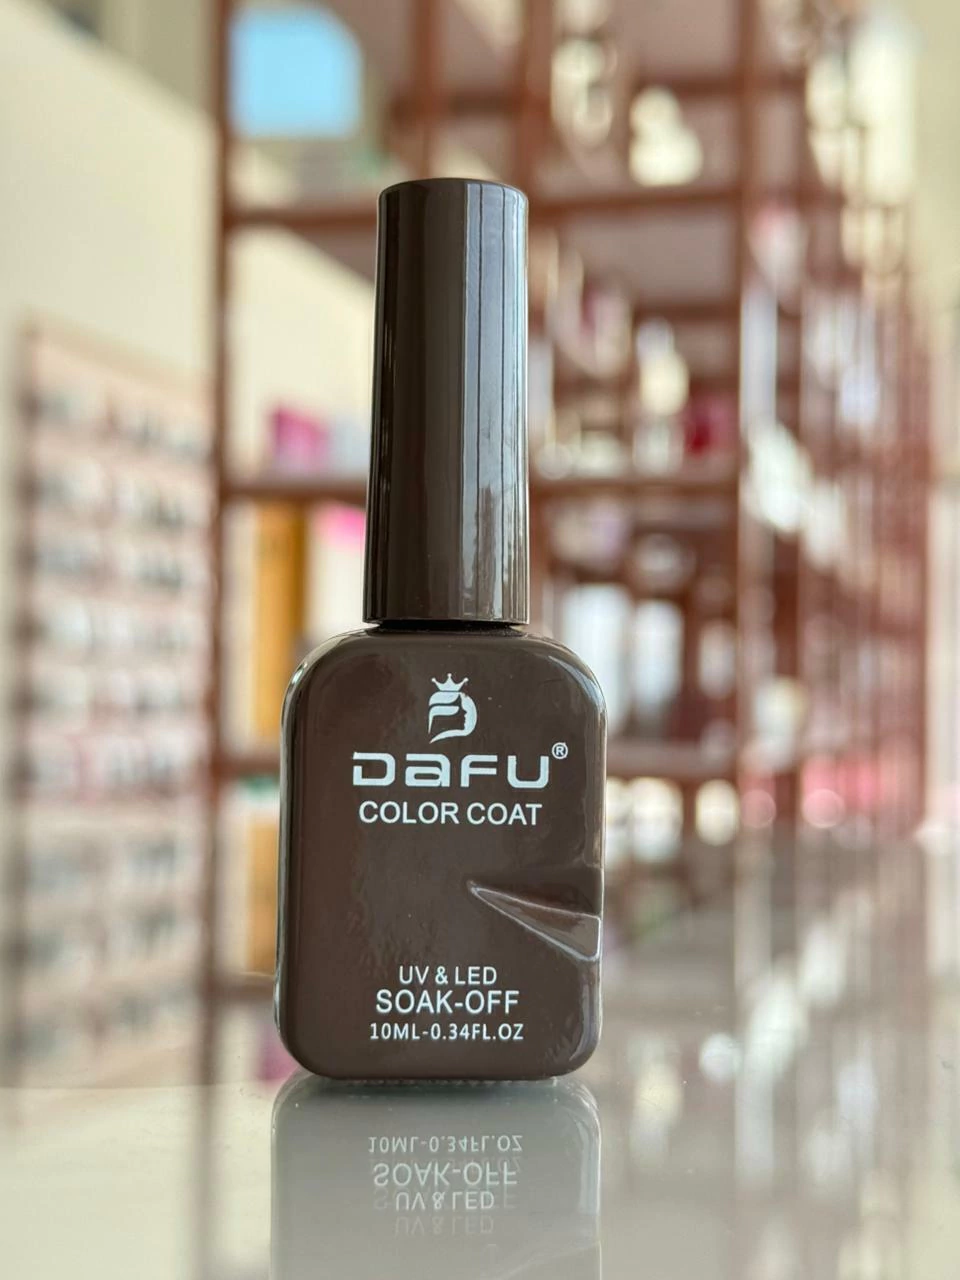 DAFU®
COLOR COAT
UV & LED
SOAK-OFF
10ML-0.34FL.OZ